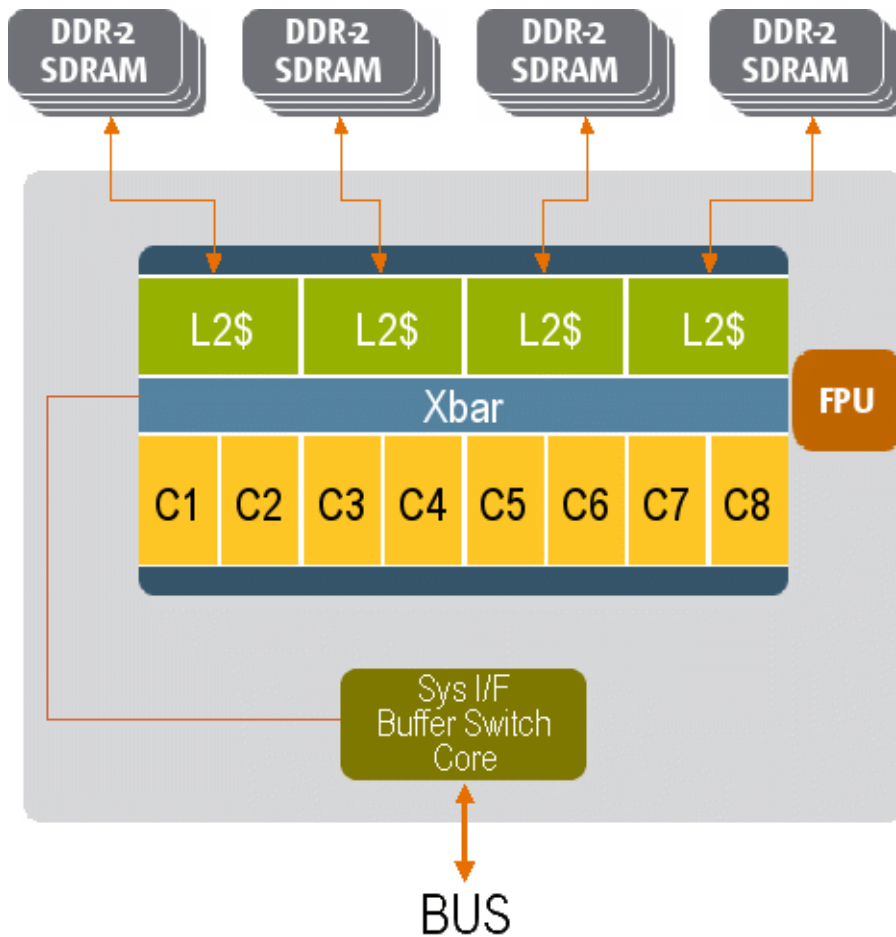 DDR-2
SDRAM
DDR-2
SDRAM
DDR-2
SDRAM
DDR-2
SDRAM
L2$ L2$ L2$ L2$
Xbar
FPU
C1 C2 C3 C4 C5 C6 C7 C8
Sys I/F
Buffer Switch
Core
BUS